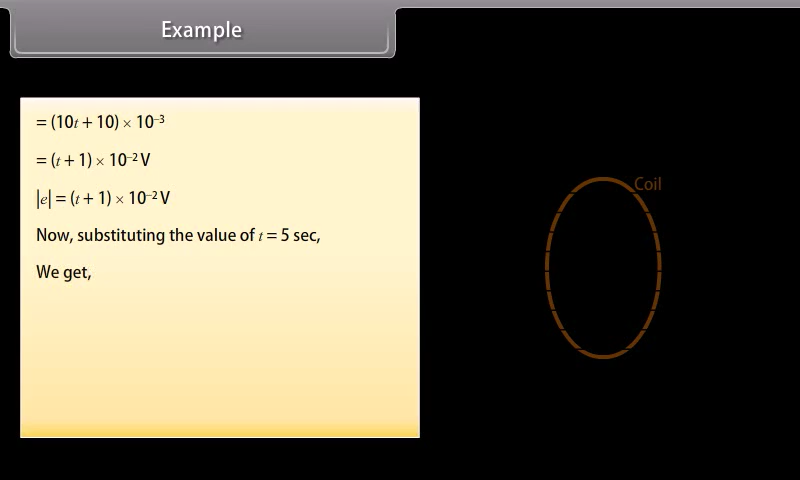 Example
= (10t + 10) × 10⁻³
= (t + 1) × 10⁻² V
|e| = (t + 1) × 10⁻² V
Now, substituting the value of t = 5 sec,
We get,
Coil